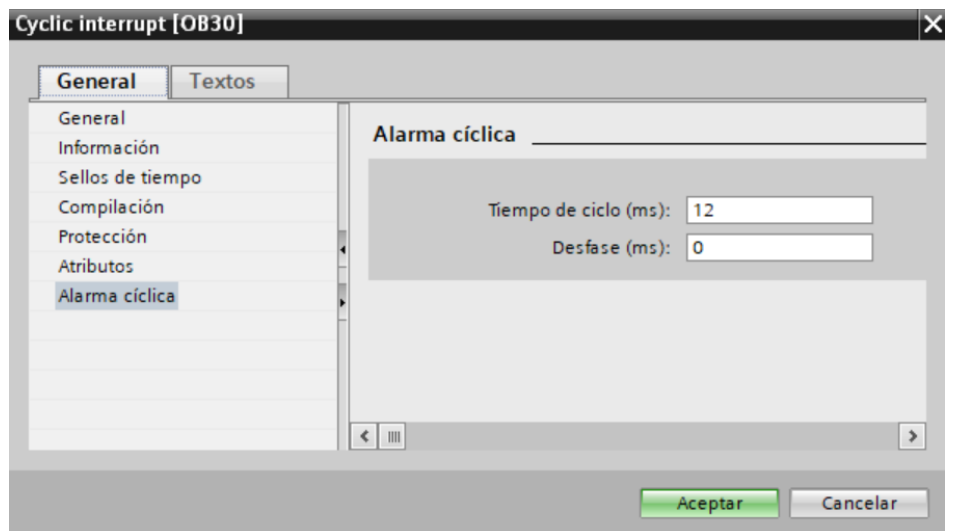 Cyclic interrupt [OB30]
General Textos
General
Información
Sellos de tiempo
Compilación
Protección
Atributos
Alarma cíclica
Alarma cíclica
Tiempo de ciclo (ms): 12
Desfase (ms): 0
Aceptar Cancelar